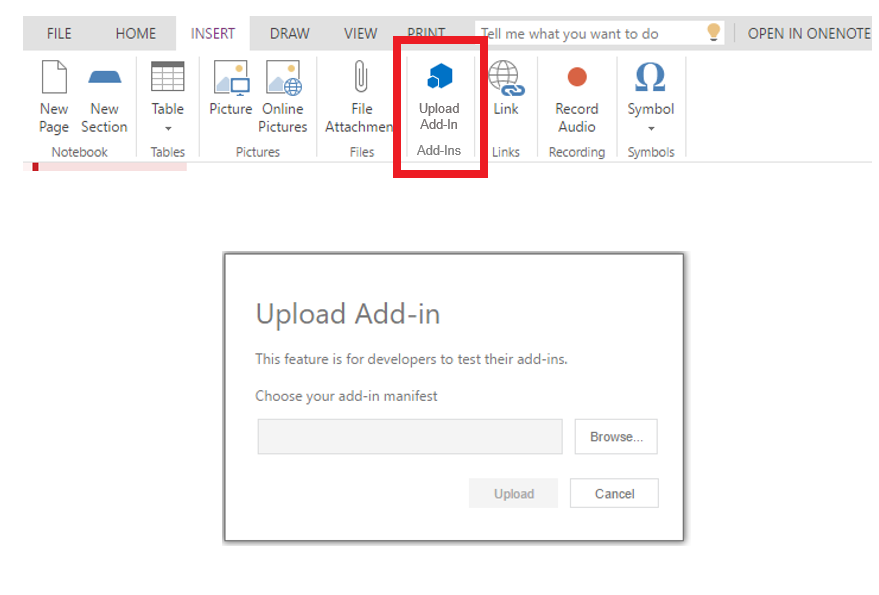 FILE HOME INSERT DRAW VIEW PRINT Tell me what you want to do OPEN IN ONENOTE
New Page
New Section
Table
Picture
Online Pictures
File Attachmen
Upload Add-In
Link
Record Audio
Symbol
Notebook Tables Pictures Files Add-Ins Links Recording Symbols
Upload Add-in
This feature is for developers to test their add-ins.
Choose your add-in manifest
Browse...
Upload Cancel